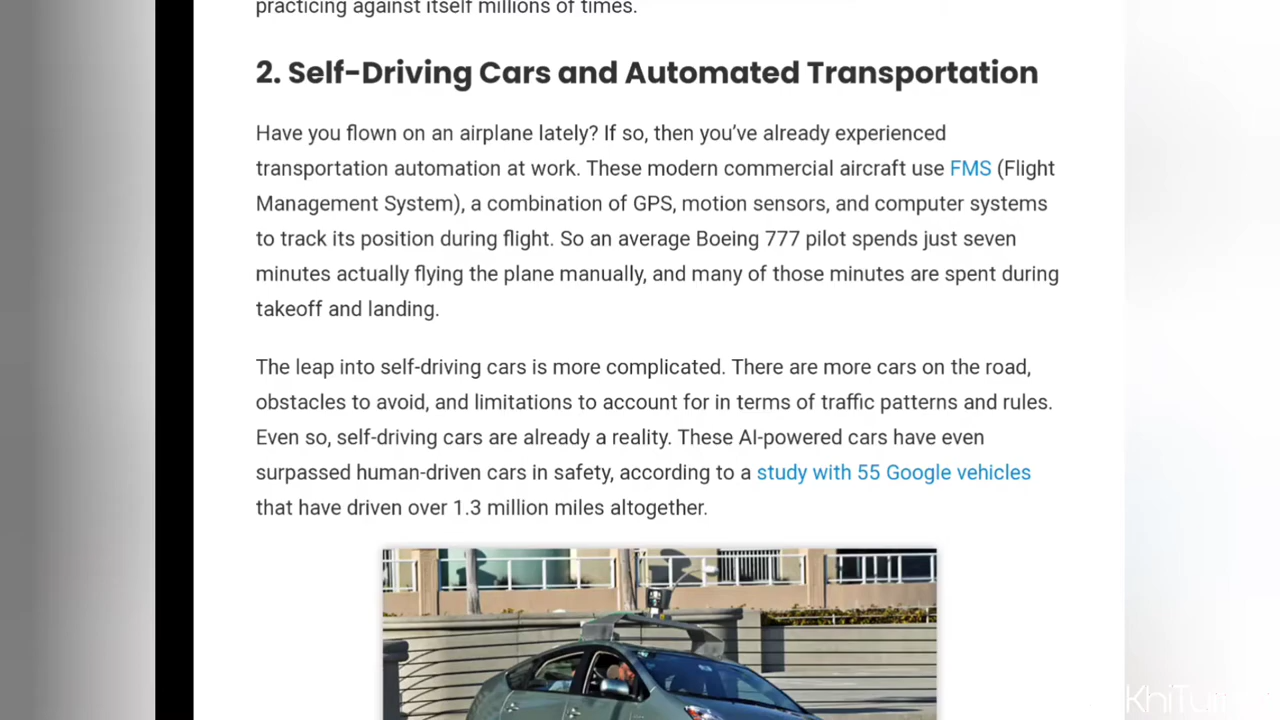 practicing against itself millions of times.
2. Self-Driving Cars and Automated Transportation
Have you flown on an airplane lately? If so, then you’ve already experienced
transportation automation at work. These modern commercial aircraft use FMS (Flight
Management System), a combination of GPS, motion sensors, and computer systems
to track its position during flight. So an average Boeing 777 pilot spends just seven
minutes actually flying the plane manually, and many of those minutes are spent during
takeoff and landing.
The leap into self-driving cars is more complicated. There are more cars on the road,
obstacles to avoid, and limitations to account for in terms of traffic patterns and rules.
Even so, self-driving cars are already a reality. These AI-powered cars have even
surpassed human-driven cars in safety, according to a study with 55 Google vehicles
that have driven over 1.3 million miles altogether.